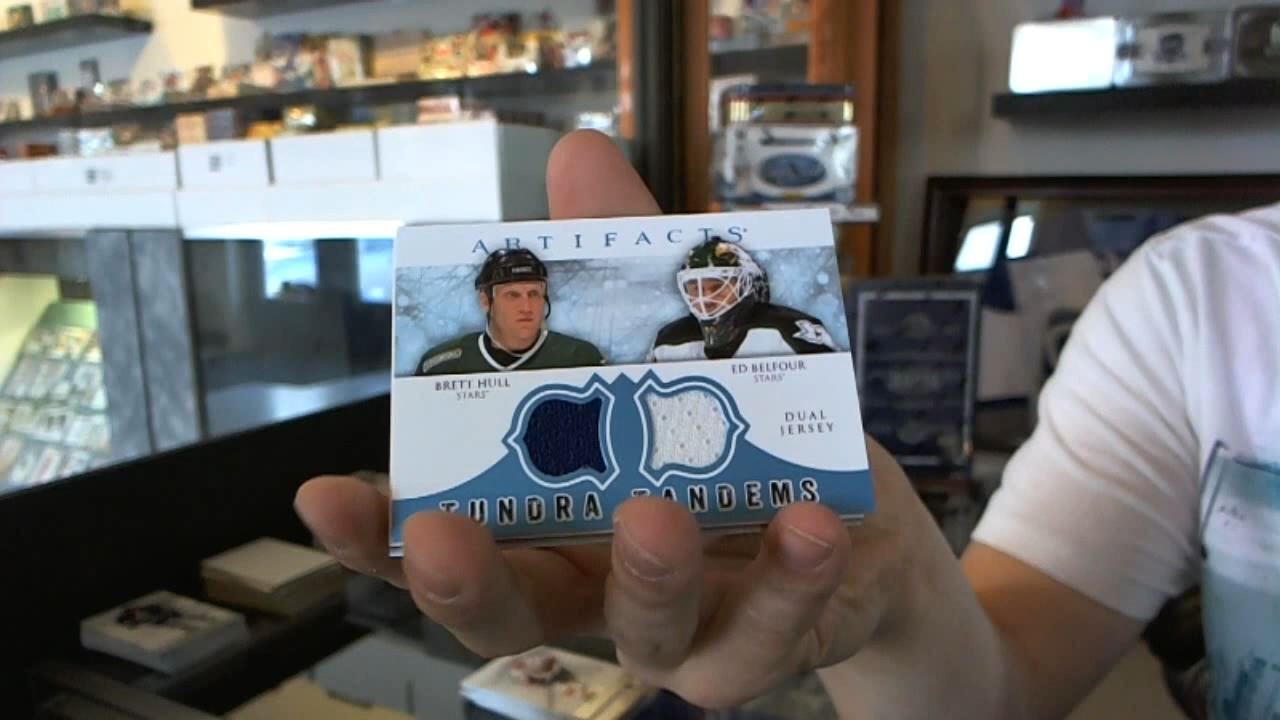 ARTIFACTS
BRETT HULL
STARS
ED BELFOUR
STARS
DUAL
JERSEY
TUNDRA TANDEMS